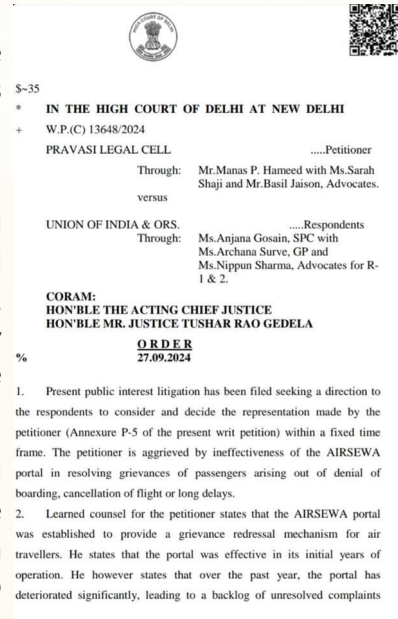 $~35
* IN THE HIGH COURT OF DELHI AT NEW DELHI
+ W.P.(C) 13648/2024
PRAVASI LEGAL CELL .....Petitioner
Through: Mr.Manas P. Hameed with Ms.Sarah
Shaji and Mr.Basil Jaison, Advocates.
versus
UNION OF INDIA & ORS. .....Respondents
Through: Ms.Anjana Gosain, SPC with
Ms.Archana Surve, GP and
Ms.Nippun Sharma, Advocates for R-
1 & 2.
CORAM:
HON'BLE THE ACTING CHIEF JUSTICE
HON'BLE MR. JUSTICE TUSHAR RAO GEDELA
O R D E R
% 27.09.2024
1. Present public interest litigation has been filed seeking a direction to
the respondents to consider and decide the representation made by the
petitioner (Annexure P-5 of the present writ petition) within a fixed time
frame. The petitioner is aggrieved by ineffectiveness of the AIRSEWA
portal in resolving grievances of passengers arising out of denial of
boarding, cancellation of flight or long delays.
2. Learned counsel for the petitioner states that the AIRSEWA portal
was established to provide a grievance redressal mechanism for air
travellers. He states that the portal was effective in its initial years of
operation. He however states that over the past year, the portal has
deteriorated significantly, leading to a backlog of unresolved complaints